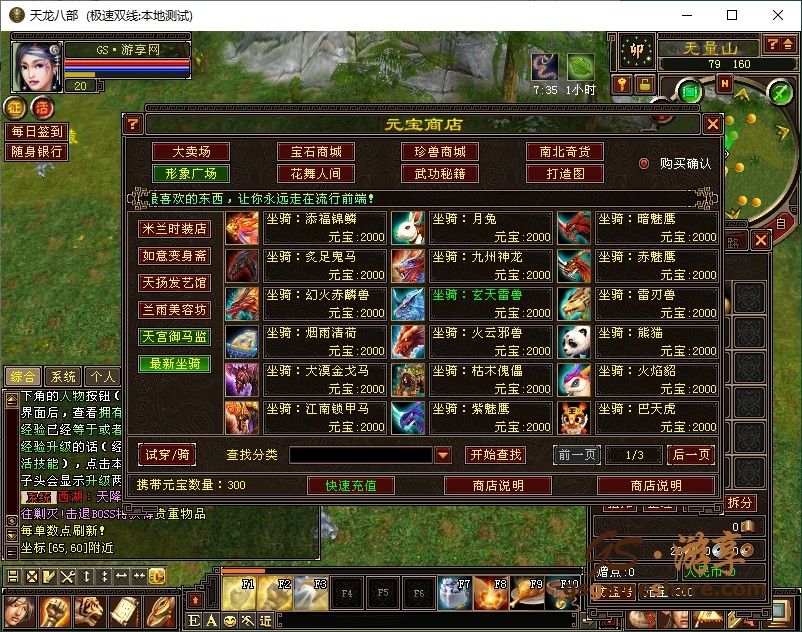 天龙八部 (极速双线:本地测试)
GS·游享网
20
征
活
每日签到
随身银行
7:35
1小时
卯
无量山
79 160
N
元宝商店
大卖场
宝石商城
珍兽商城
南北奇货
形象广场
花舞人间
武功秘籍
打造图
购买确认
最喜欢的东西,让你永远走在流行前端!
米兰时装店
如意变身斋
天扬发艺馆
兰雨美容坊
天宫御马监
最新坐骑
坐骑:添福锦鳞
元宝:2000
坐骑:月兔
元宝:2000
坐骑:暗魅鹰
元宝:2000
坐骑:炙足鬼马
元宝:2000
坐骑:九州神龙
元宝:2000
坐骑:赤魅鹰
元宝:2000
坐骑:幻火赤麟兽
元宝:2000
坐骑:玄天雷兽
元宝:2000
坐骑:雷刃兽
元宝:2000
坐骑:烟雨渚荷
元宝:2000
坐骑:火云邪兽
元宝:2000
坐骑:熊猫
元宝:2000
坐骑:大漠金戈马
元宝:2000
坐骑:枯木傀儡
元宝:2000
坐骑:火焰貂
元宝:2000
坐骑:江南锁甲马
元宝:2000
坐骑:紫魅鹰
元宝:2000
坐骑:巴天虎
元宝:2000
试穿/骑
查找分类
开始查找
前一页
1/3
后一页
携带元宝数量:300
快速充值
商店说明
商店说明
综合
系统
个人
下角的人物按钮(
界面后,查看拥有
经验已经等于或者
经验升级的话(经
活技能),点击本
子头会显示升级两
系统 西湖:天降
往剿灭!击退BOSS将获得贵重物品
每单数点刷新!
坐标[65,60]附近
拆分
赠点:0
人民币:0
F1
F2
F3
F4
F5
F6
F7
F8
F9
F10
GS·游享